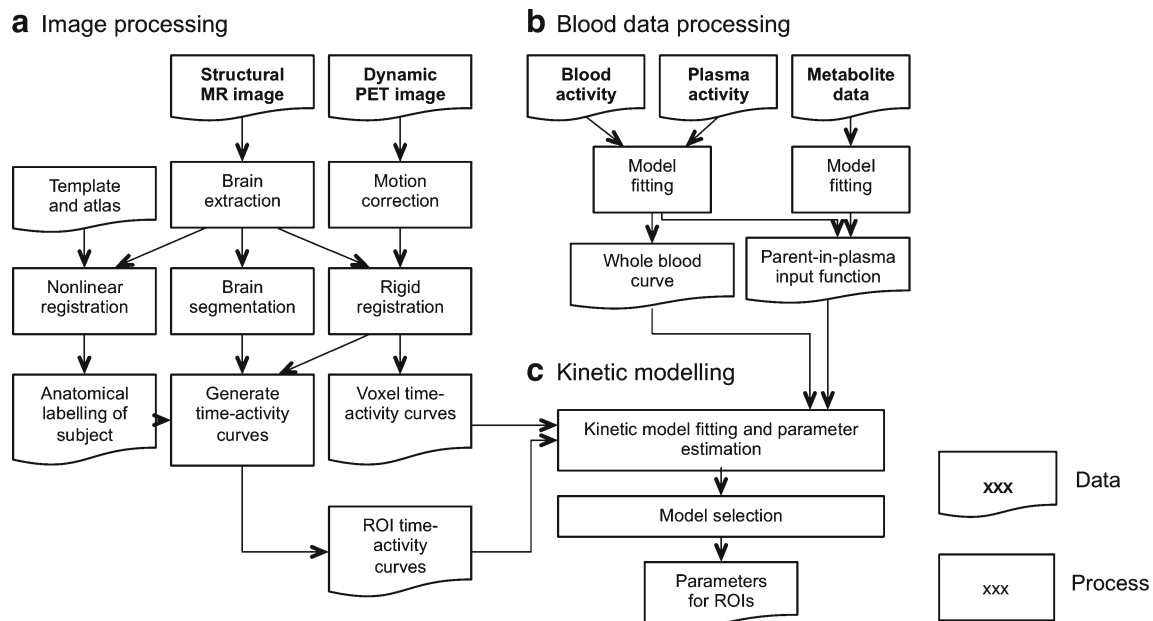 a Image processing
Structural
MR image
Dynamic
PET image
Template
and atlas
Brain
extraction
Motion
correction
Nonlinear
registration
Brain
segmentation
Rigid
registration
Anatomical
labelling of
subject
Generate
time-activity
curves
Voxel time-
activity curves
ROI time-
activity
curves
b Blood data processing
Blood
activity
Plasma
activity
Metabolite
data
Model
fitting
Model
fitting
Whole blood
curve
Parent-in-plasma
input function
c Kinetic modelling
Kinetic model fitting and parameter
estimation
Model selection
Parameters
for ROIs
xxx
Data
xxx
Process